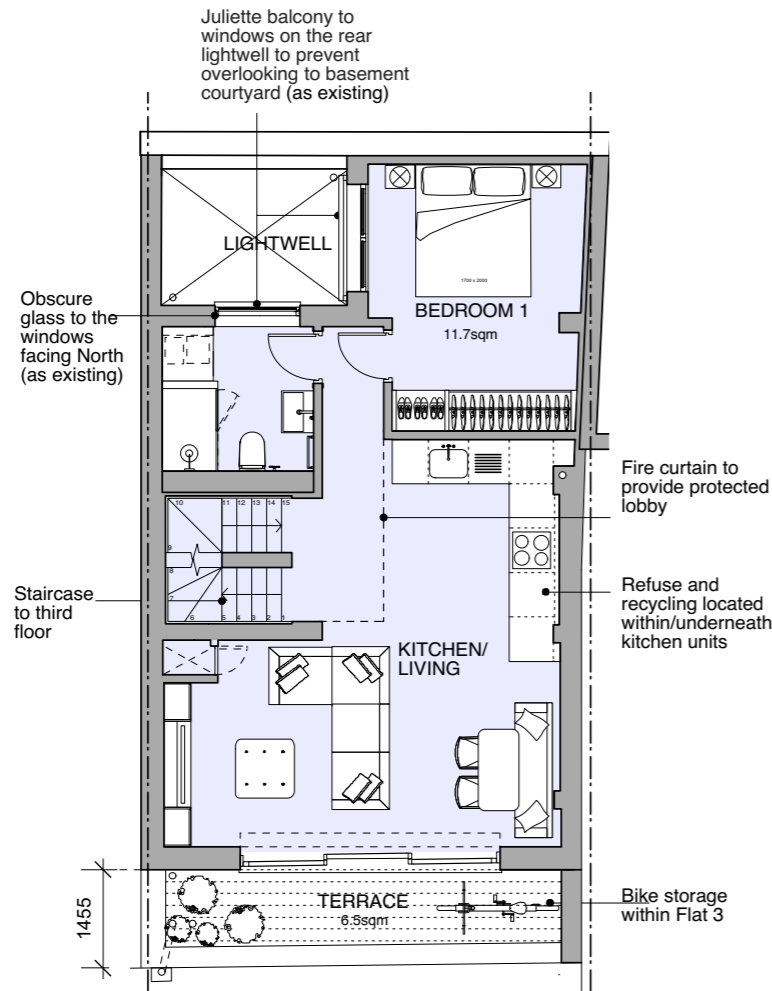 Juliette balcony to
windows on the rear
lightwell to prevent
overlooking to basement
courtyard (as existing)
LIGHTWELL
1700 x 2000
BEDROOM 1
11.7sqm
Obscure
glass to the
windows
facing North
(as existing)
Fire curtain to
provide protected
lobby
10
11 12 13 14 15
9
8
7
6
5 4 3 2 1
Staircase
to third
floor
Refuse and
recycling located
within/underneath
kitchen units
KITCHEN/
LIVING
1455
TERRACE
6.5sqm
Bike storage
within Flat 3